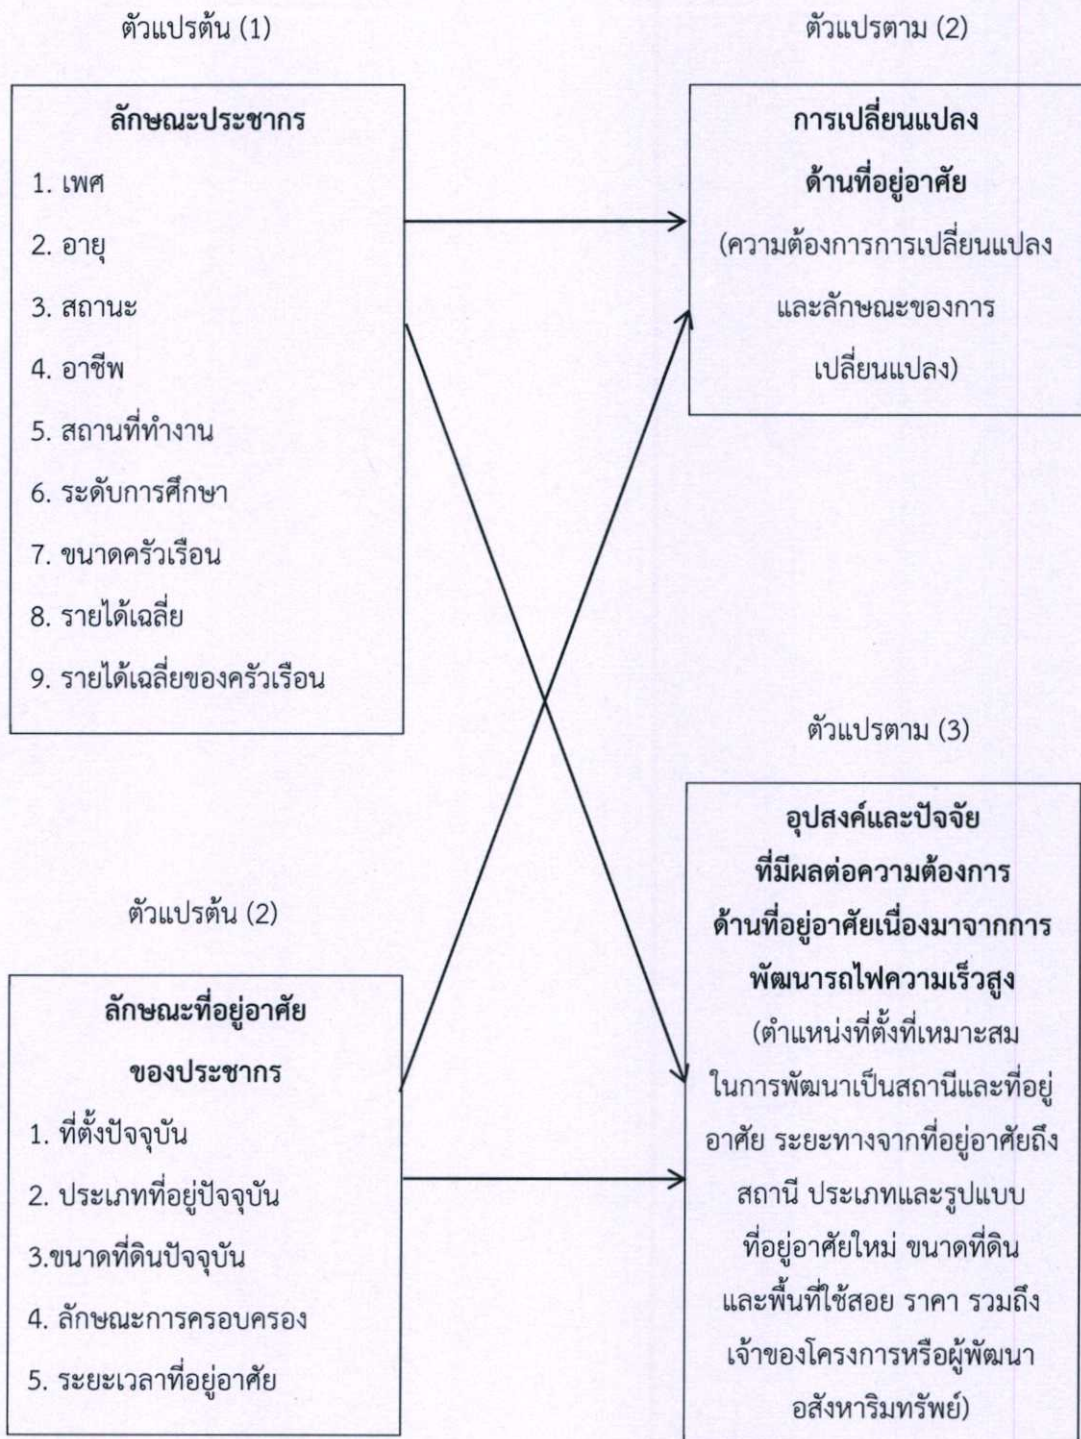 ตัวแปรต้น (1)
ลักษณะประชากร
1. เพศ
2. อายุ
3. สถานะ
4. อาชีพ
5. สถานที่ทำงาน
6. ระดับการศึกษา
7. ขนาดครัวเรือน
8. รายได้เฉลี่ย
9. รายได้เฉลี่ยของครัวเรือน
ตัวแปรตาม (2)
การเปลี่ยนแปลง
ด้านที่อยู่อาศัย
(ความต้องการการเปลี่ยนแปลง
และลักษณะของการ
เปลี่ยนแปลง)
ตัวแปรต้น (2)
ลักษณะที่อยู่อาศัย
ของประชากร
1. ที่ตั้งปัจจุบัน
2. ประเภทที่อยู่ปัจจุบัน
3.ขนาดที่ดินปัจจุบัน
4. ลักษณะการครอบครอง
5. ระยะเวลาที่อยู่อาศัย
ตัวแปรตาม (3)
อุปสงค์และปัจจัย
ที่มีผลต่อความต้องการ
ด้านที่อยู่อาศัยเนื่องมาจากการ
พัฒนารถไฟความเร็วสูง
(ตำแหน่งที่ตั้งที่เหมาะสม
ในการพัฒนาเป็นสถานีและที่อยู่
อาศัย ระยะทางจากที่อยู่อาศัยถึง
สถานี ประเภทและรูปแบบ
ที่อยู่อาศัยใหม่ ขนาดที่ดิน
และพื้นที่ใช้สอย ราคา รวมถึง
เจ้าของโครงการหรือผู้พัฒนา
อสังหาริมทรัพย์)